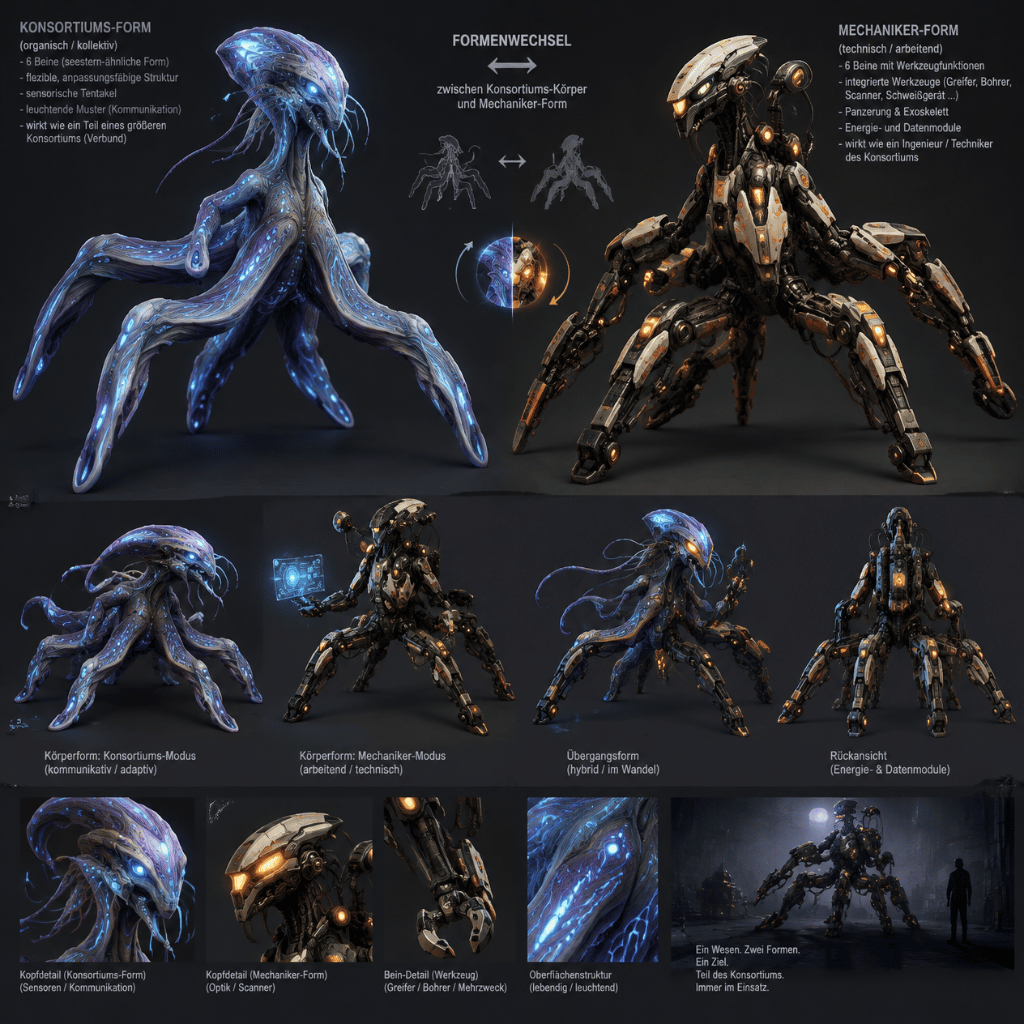 KONSORTIUMS-FORM
(organisch / kollektiv)
- 6 Beine (seestern-ähnliche Form)
- flexible, anpassungsfähige Struktur
- sensorische Tentakel
- leuchtende Muster (Kommunikation)
- wirkt wie ein Teil eines größeren
Konsortiums (Verbund)
FORMENWECHSEL
zwischen Konsortiums-Körper
und Mechaniker-Form
MECHANIKER-FORM
(technisch / arbeitend)
- 6 Beine mit Werkzeugfunktionen
- integrierte Werkzeuge (Greifer, Bohrer,
Scanner, Schweißgerät ...)
- Panzerung & Exoskelett
- Energie- und Datenmodule
- wirkt wie ein Ingenieur / Techniker
des Konsortiums
Körperform: Konsortiums-Modus
(kommunikativ / adaptiv)
Körperform: Mechaniker-Modus
(arbeitend / technisch)
Übergangsform
(hybrid / im Wandel)
Rückansicht
(Energie- & Datenmodule)
Kopfdetail (Konsortiums-Form)
(Sensoren / Kommunikation)
Kopfdetail (Mechaniker-Form)
(Optik / Scanner)
Bein-Detail (Werkzeug)
(Greifer / Bohrer / Mehrzweck)
Oberflächenstruktur
(lebendig / leuchtend)
Ein Wesen. Zwei Formen.
Ein Ziel.
Teil des Konsortiums.
Immer im Einsatz.